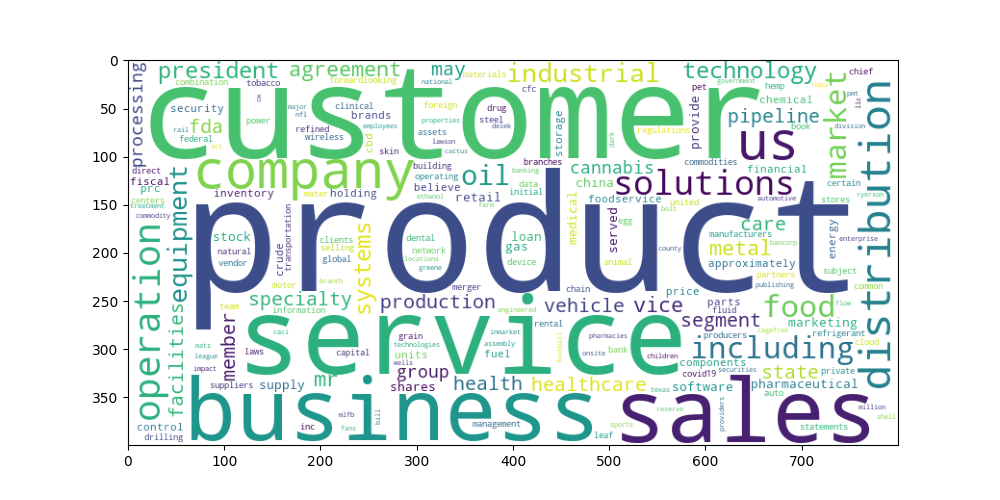 0
50
100
150
200
250
300
350
0 100 200 300 400 500 600 700
processing president agreement may materials industrial technology chief
combination tobacco forwardlooking national cfc pet government hemp
customer
security cb major nfl clinical brands foreign drug steel delek storage regulations provide chemical pipeline book market pmt llc division
rail fda federal act power refined wireless employees properties assets lawson cactus dark us distribution
direct fiscal prc centers treatment commodity company skin cbd building operating believe ethanol oil retail branches banking data initial farm cannabis china foodservice solutions commodities financial automotive certain stores
inventory water holding united bolt
product
operation facilities equipment stock natural vendor crude transportation clients selling global systems dental network locations greene loan gas device medical served egg animal county care manufacturers metal bancorp approximately energy enterprise subject
motor branch merger chain price partners publishing common
team specialty information production engineered vehicle vice parts fluid food flow
service
mats league impact member laws caci capital grain technologies units wells group shares inmarket assembly fuel rental football onsite pharmacies bank children segment producers cagefree including marketing refrigerant cloud
suppliers supply mr health healthcare texas covid19 securities components software state private pharmaceutical auto
business sales
control drilling inc mlfb fans bill management leaf sports reserve providers statements million shell